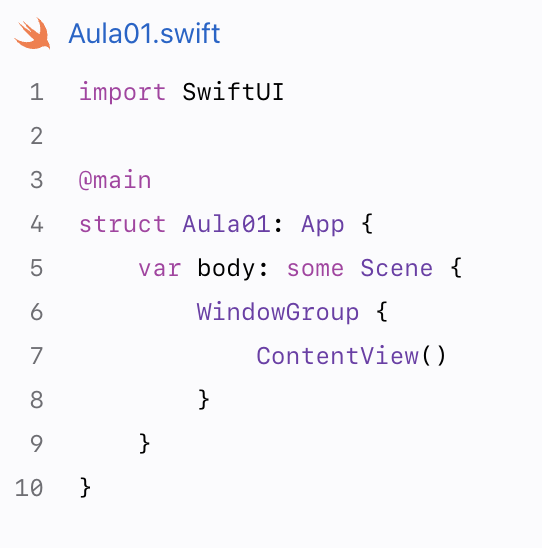 Aula01.swift
1 import SwiftUI
2
3 @main
4 struct Aula01: App {
5     var body: some Scene {
6         WindowGroup {
7             ContentView()
8         }
9     }
10 }